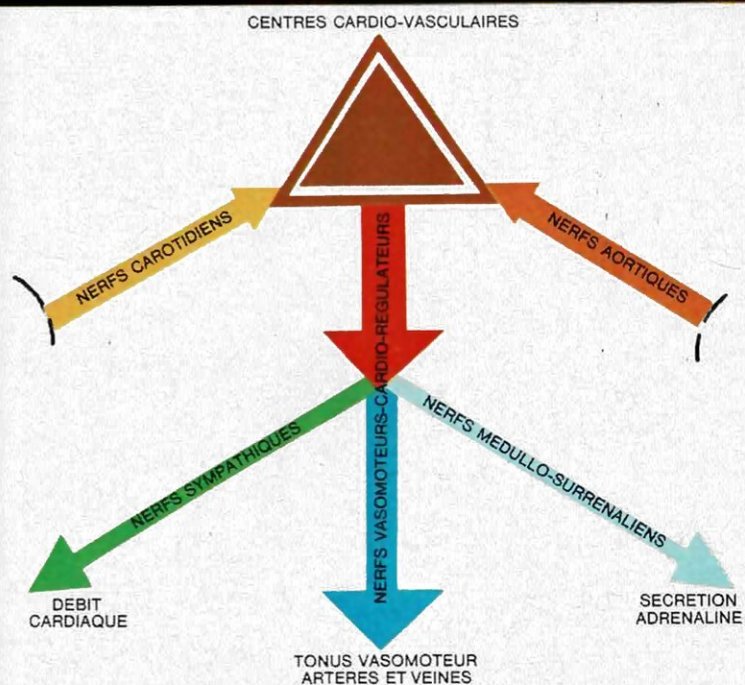 CENTRES CARDIO-VASCULAIRES
NERFS CAROTIDIENS
NERFS AORTIQUES
NERFS VASOMOTEURS-CARDIO-REGULATEURS
NERFS SYMPATHIQUES
NERFS MEDULLO-SURRENALIENS
DEBIT
CARDIAQUE
TONUS VASOMOTEUR
ARTERES ET VEINES
SECRETION
ADRENALINE